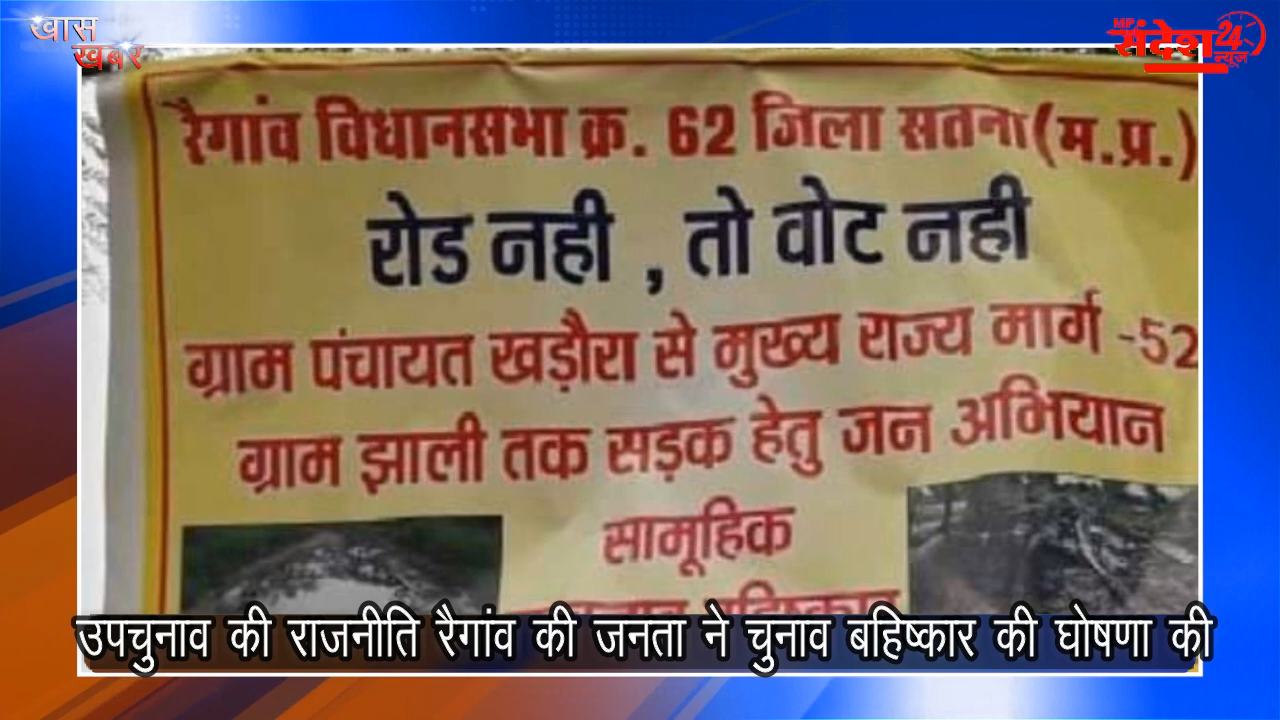 खास
खबर
MP
संदेश 24
न्यूज
रैगांव विधानसभा क्र. 62 जिला सतना (म.प्र.)
रोड नही , तो वोट नही
ग्राम पंचायत खड़ौरा से मुख्य राज्य मार्ग -52
ग्राम झाली तक सड़क हेतु जन अभियान
सामूहिक
उपचुनाव की राजनीति रैगांव की जनता ने चुनाव बहिष्कार की घोषणा की